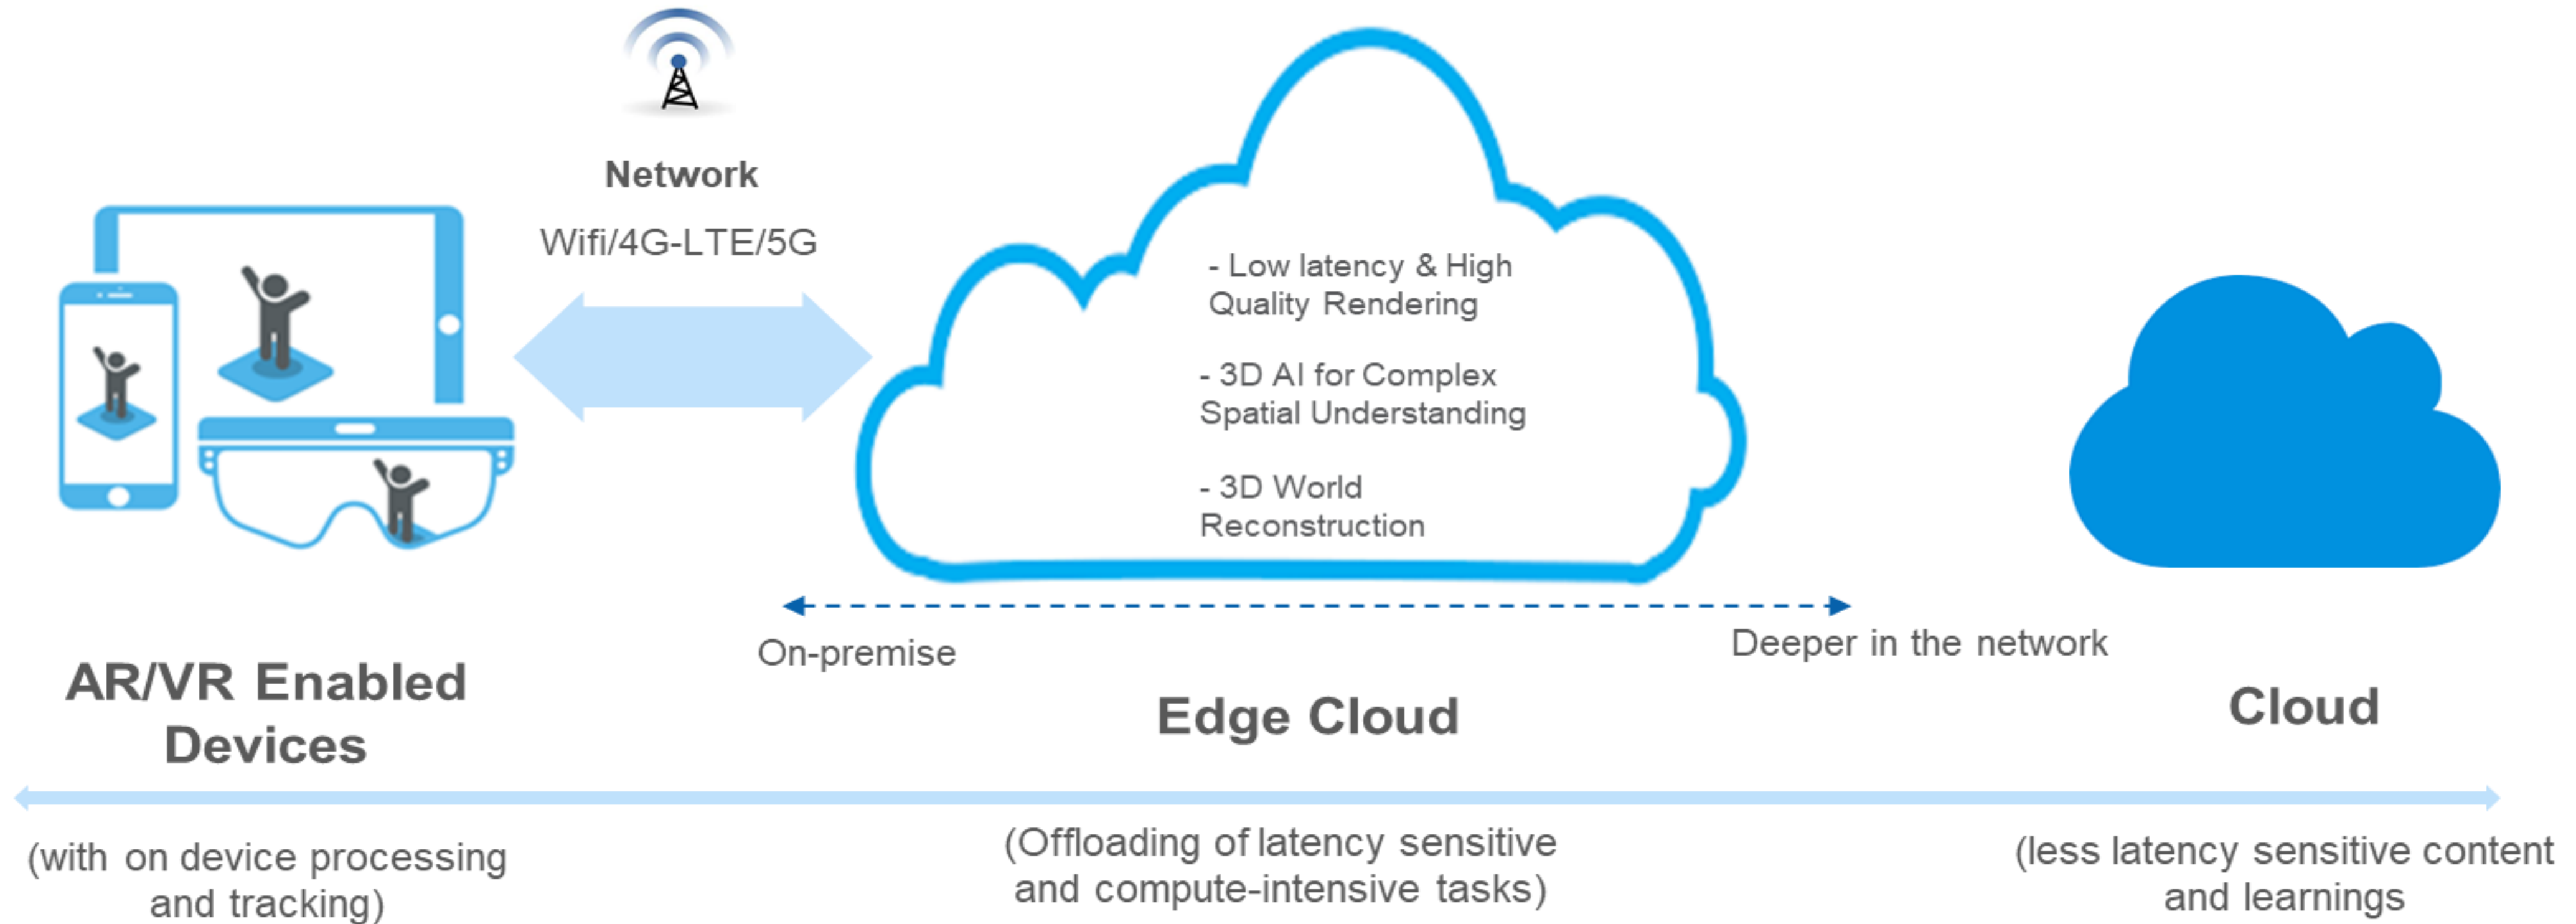 Network
Wifi/4G-LTE/5G
- Low latency & High
Quality Rendering
- 3D AI for Complex
Spatial Understanding
- 3D World
Reconstruction
On-premise
Deeper in the network
AR/VR Enabled
Devices
Edge Cloud
Cloud
(with on device processing
and tracking)
(Offloading of latency sensitive
and compute-intensive tasks)
(less latency sensitive content
and learnings